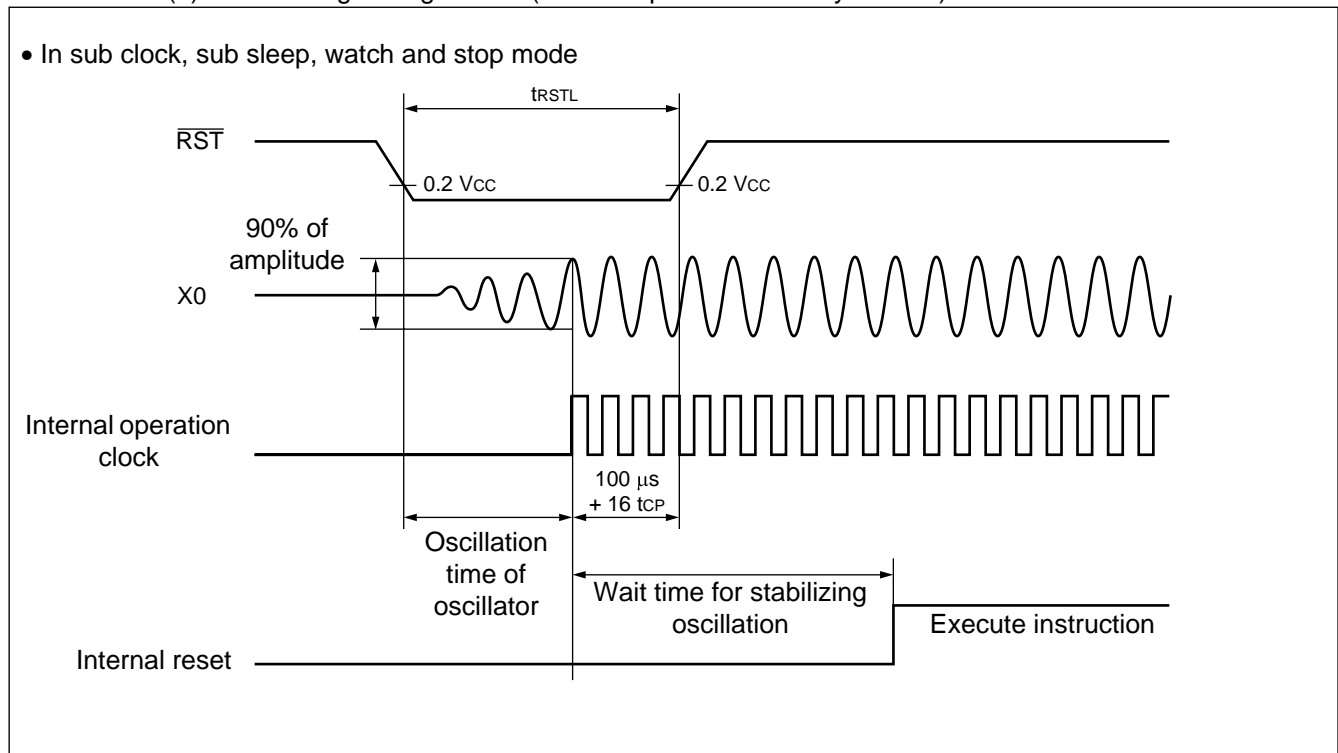 • In sub clock, sub sleep, watch and stop mode
tRSTL
RST
0.2 VCC
0.2 VCC
90% of
amplitude
X0
Internal operation
clock
100 μs
+ 16 tCP
Oscillation
time of
oscillator
Wait time for stabilizing
oscillation
Execute instruction
Internal reset